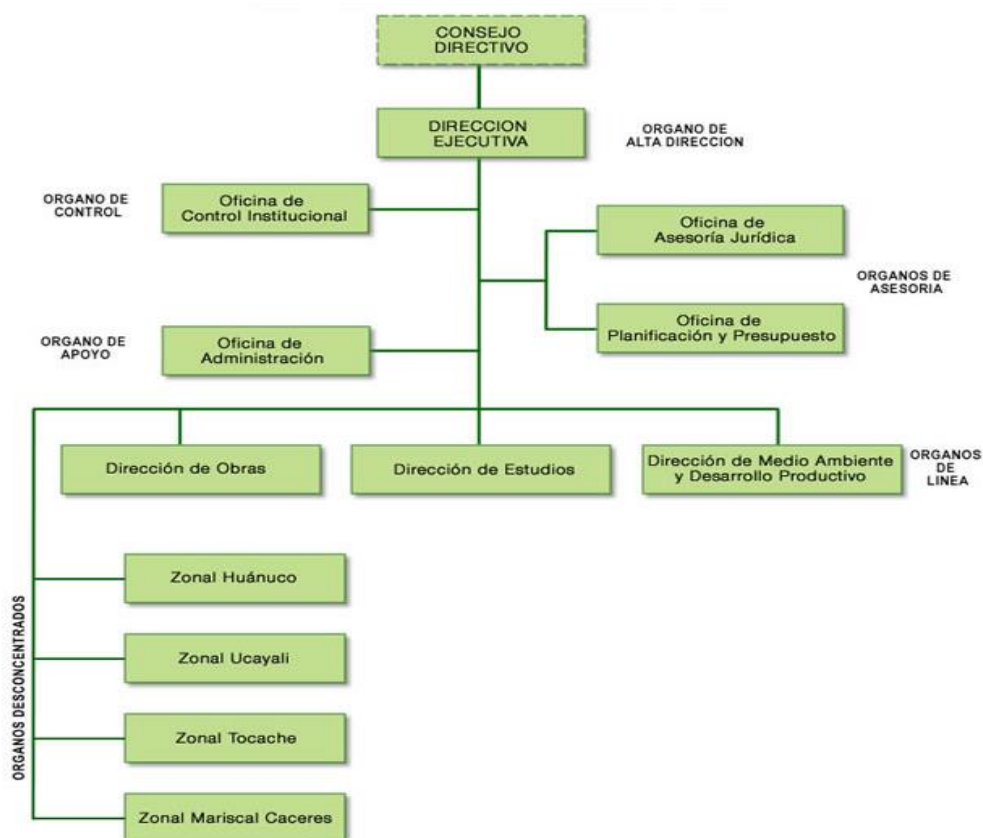 CONSEJO
DIRECTIVO
DIRECCION
EJECUTIVA
ORGANO DE
ALTA DIRECCION
ORGANO DE
CONTROL
Oficina de
Control Institucional
Oficina de
Asesoría Jurídica
ORGANOS DE
ASESORIA
Oficina de
Planificación y Presupuesto
ORGANO DE
APOYO
Oficina de
Administración
Dirección de Obras
Dirección de Estudios
Dirección de Medio Ambiente
y Desarrollo Productivo
ORGANOS
DE
LINEA
ORGANOS DESCONCENTRADOS
Zonal Huánuco
Zonal Ucayali
Zonal Tocache
Zonal Mariscal Caceres